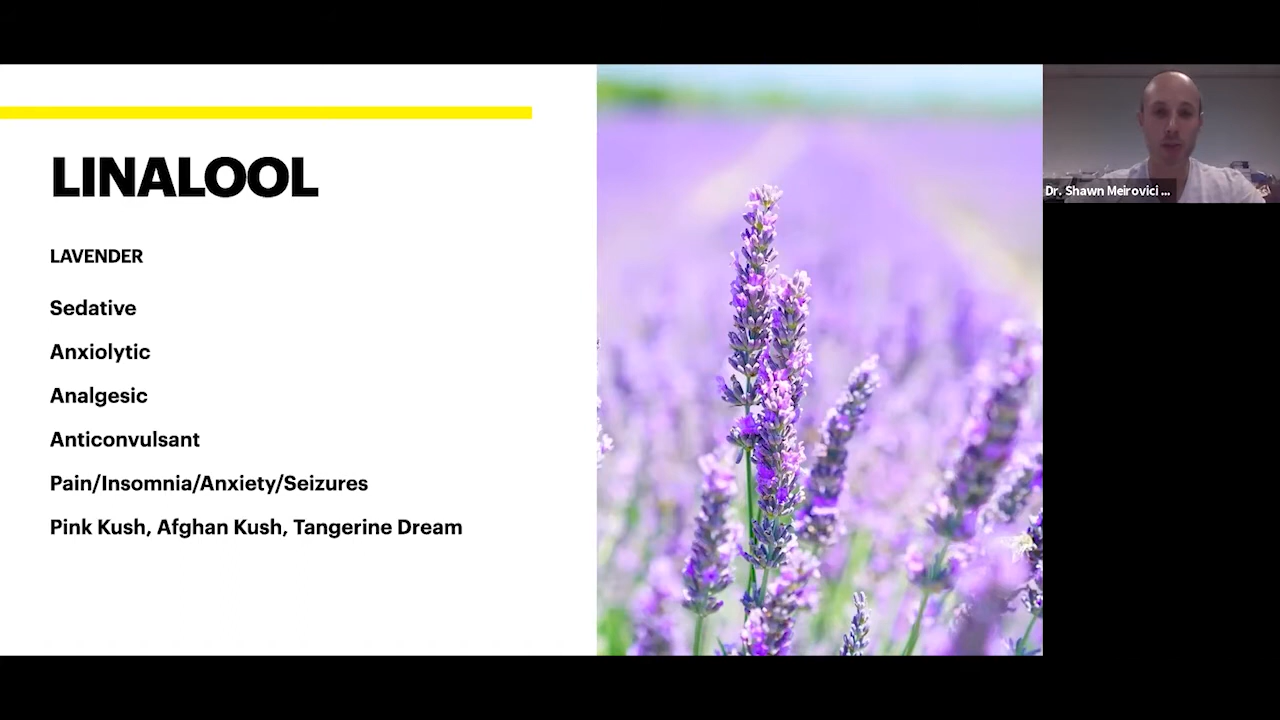 LINALOOL
LAVENDER
Sedative
Anxiolytic
Analgesic
Anticonvulsant
Pain/Insomnia/Anxiety/Seizures
Pink Kush, Afghan Kush, Tangerine Dream
Dr. Shawn Meirovici ...